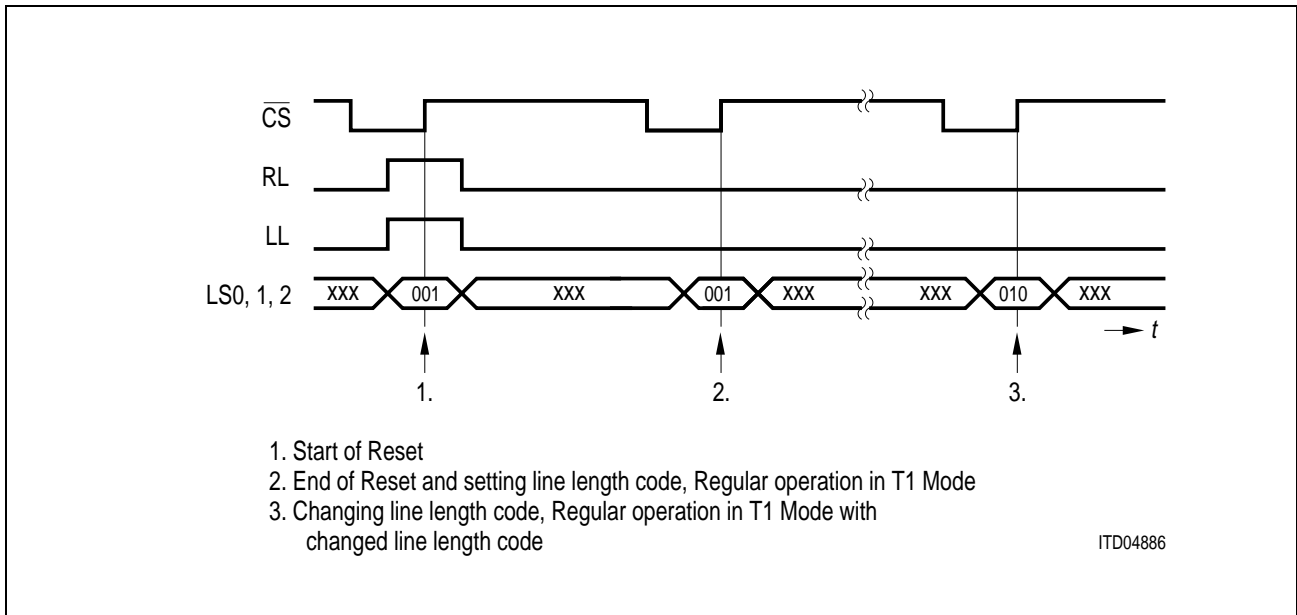 C̅S̅
RL
LL
LS0, 1, 2 XXX 001 XXX 001 XXX XXX 010 XXX
t
1. 2. 3.
1. Start of Reset
2. End of Reset and setting line length code, Regular operation in T1 Mode
3. Changing line length code, Regular operation in T1 Mode with
changed line length code
ITD04886